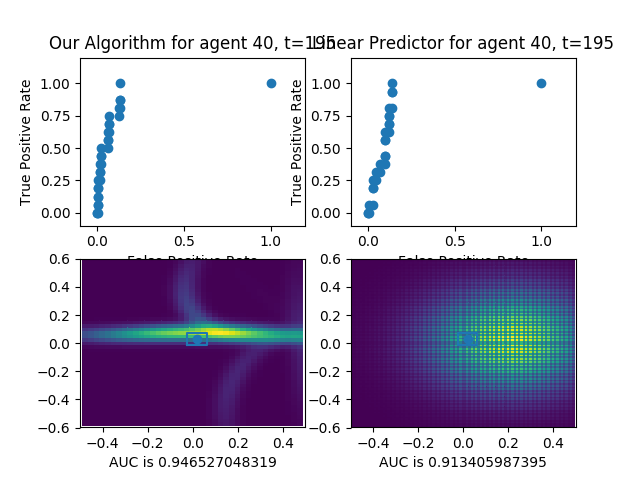 Our Algorithm for agent 40, t=195
Linear Predictor for agent 40, t=195
True Positive Rate
1.00
0.75
0.50
0.25
0.00
0.0 0.5 1.0
False Positive Rate
True Positive Rate
1.00
0.75
0.50
0.25
0.00
0.0 0.5 1.0
False Positive Rate
0.6
0.4
0.2
0.0
−0.2
−0.4
−0.6
−0.4 −0.2 0.0 0.2 0.4
AUC is 0.946527048319
0.6
0.4
0.2
0.0
−0.2
−0.4
−0.6
−0.4 −0.2 0.0 0.2 0.4
AUC is 0.913405987395